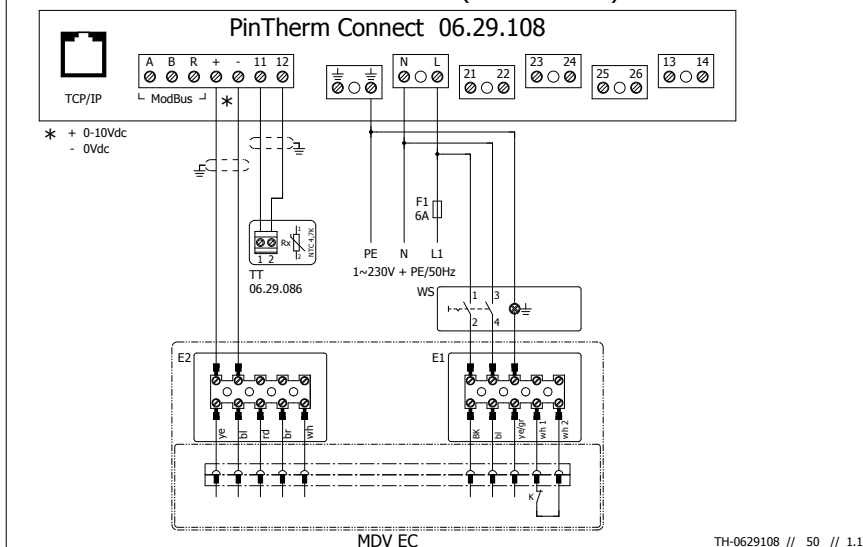 PinTherm Connect 06.29.108
A B R + - 11 12
N L
21 22
23 24
25 26
13 14
TCP/IP
ModBus
*
* + 0-10Vdc
- 0Vdc
F1
6A
Rx
1
2
NTC 4,7K
1 2
TT
06.29.086
PE N L1
1~230V + PE/50Hz
WS
1 3
2 4
E2
E1
ye bl rd br wh
BK bl ye/gr wh 1 wh 2
K
MDV EC
TH-0629108 // 50 // 1.1